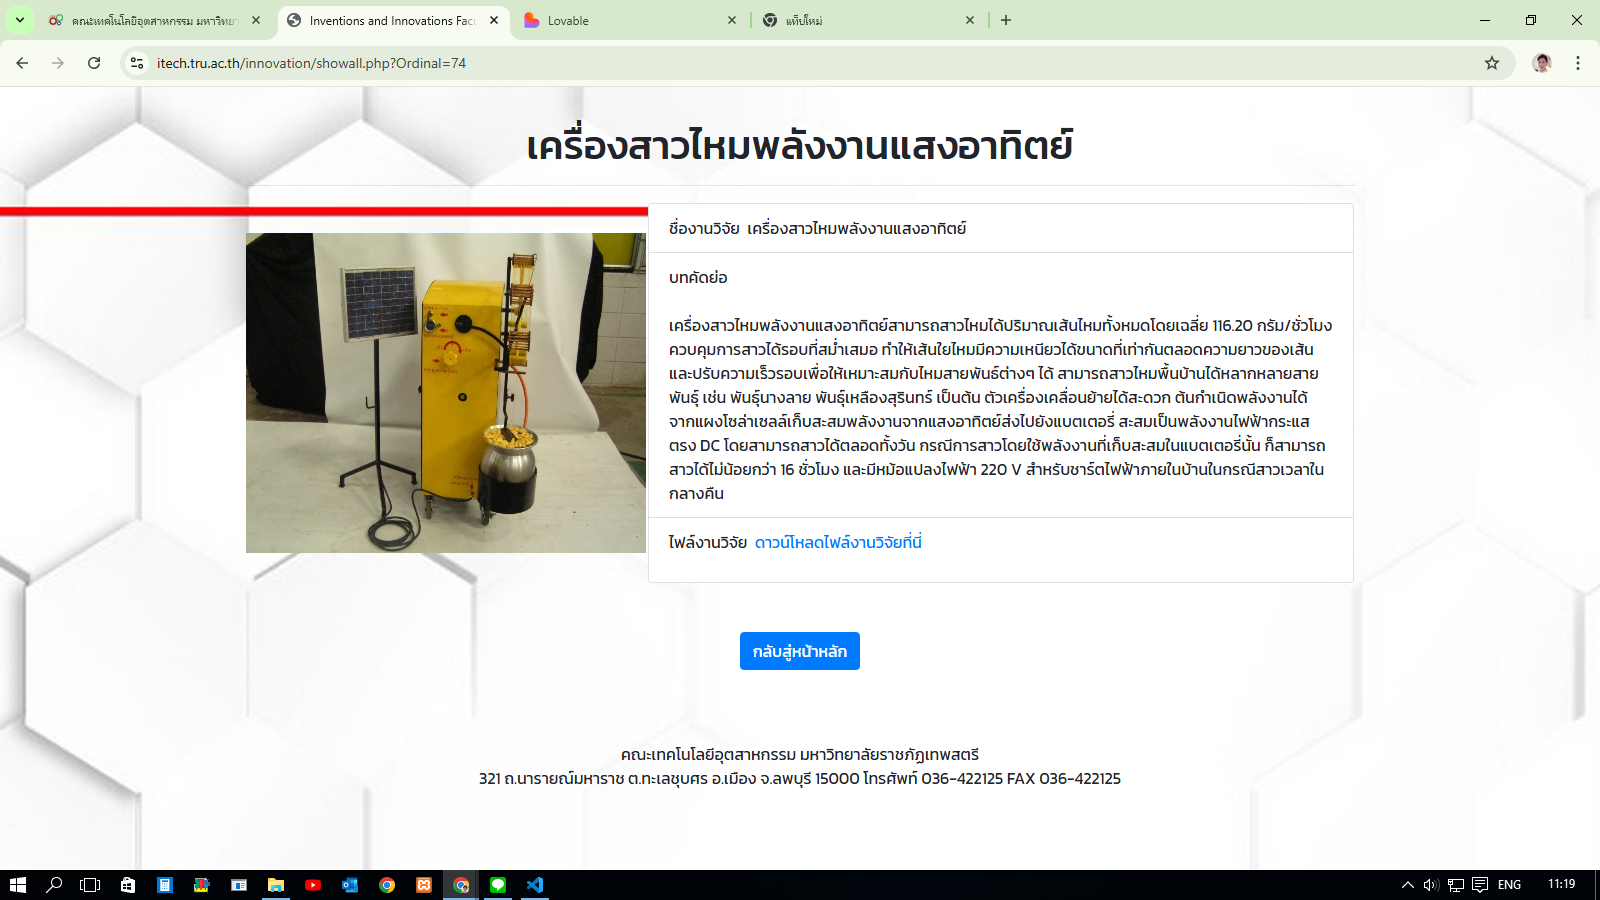 คณะเทคโนโลยีอุตสาหกรรม มหาวิทยา
Inventions and Innovations Facu
Lovable
แท็บใหม่
itech.tru.ac.th/innovation/showall.php?Ordinal=74
เครื่องสาวไหมพลังงานแสงอาทิตย์
ชื่องานวิจัย เครื่องสาวไหมพลังงานแสงอาทิตย์
บทคัดย่อ
เครื่องสาวไหมพลังงานแสงอาทิตย์สามารถสาวไหมได้ปริมาณเส้นไหมทั้งหมดโดยเฉลี่ย 116.20 กรัม/ชั่วโมง
ควบคุมการสาวได้รอบที่สม่ำเสมอ ทำให้เส้นใยไหมมีความเหนียวได้ขนาดที่เท่ากันตลอดความยาวของเส้น
และปรับความเร็วรอบเพื่อให้เหมาะสมกับไหมสายพันธ์ต่างๆ ได้ สามารถสาวไหมพื้นบ้านได้หลากหลายสาย
พันธุ์ เช่น พันธุ์นางลาย พันธุ์เหลืองสุรินทร์ เป็นต้น ตัวเครื่องเคลื่อนย้ายได้สะดวก ต้นกำเนิดพลังงานได้
จากแผงโซล่าเซลล์เก็บสะสมพลังงานจากแสงอาทิตย์ส่งไปยังแบตเตอรี่ สะสมเป็นพลังงานไฟฟ้ากระแส
ตรง DC โดยสามารถสาวได้ตลอดทั้งวัน กรณีการสาวโดยใช้พลังงานที่เก็บสะสมในแบตเตอรี่นั้น ก็สามารถ
สาวได้ไม่น้อยกว่า 16 ชั่วโมง และมีหม้อแปลงไฟฟ้า 220 V สำหรับชาร์ตไฟฟ้าภายในบ้านในกรณีสาวเวลาใน
กลางคืน
ไฟล์งานวิจัย ดาวน์โหลดไฟล์งานวิจัยที่นี่
กลับสู่หน้าหลัก
คณะเทคโนโลยีอุตสาหกรรม มหาวิทยาลัยราชภัฏเทพสตรี
321 ถ.นารายณ์มหาราช ต.ทะเลชุบศร อ.เมือง จ.ลพบุรี 15000 โทรศัพท์ 036-422125 FAX 036-422125
ENG
11:19